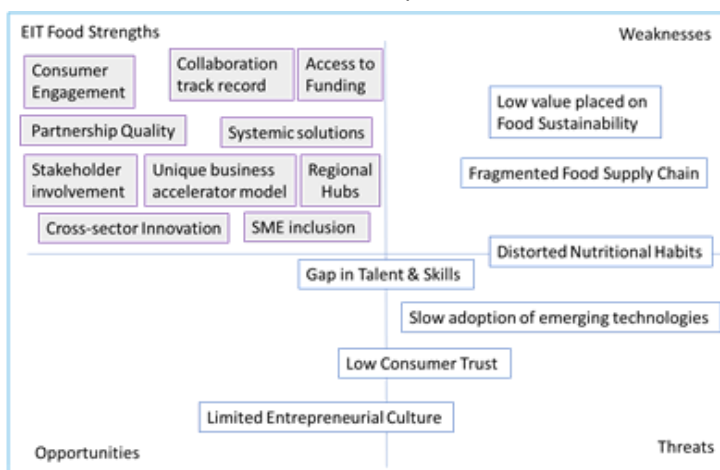 EIT Food Strengths
Weaknesses
Consumer
Engagement
Collaboration
track record
Access to
Funding
Low value placed on
Food Sustainability
Partnership Quality
Systemic solutions
Stakeholder
involvement
Unique business
accelerator model
Regional
Hubs
Fragmented Food Supply Chain
Cross-sector Innovation
SME inclusion
Distorted Nutritional Habits
Gap in Talent & Skills
Slow adoption of emerging technologies
Low Consumer Trust
Limited Entrepreneurial Culture
Opportunities
Threats